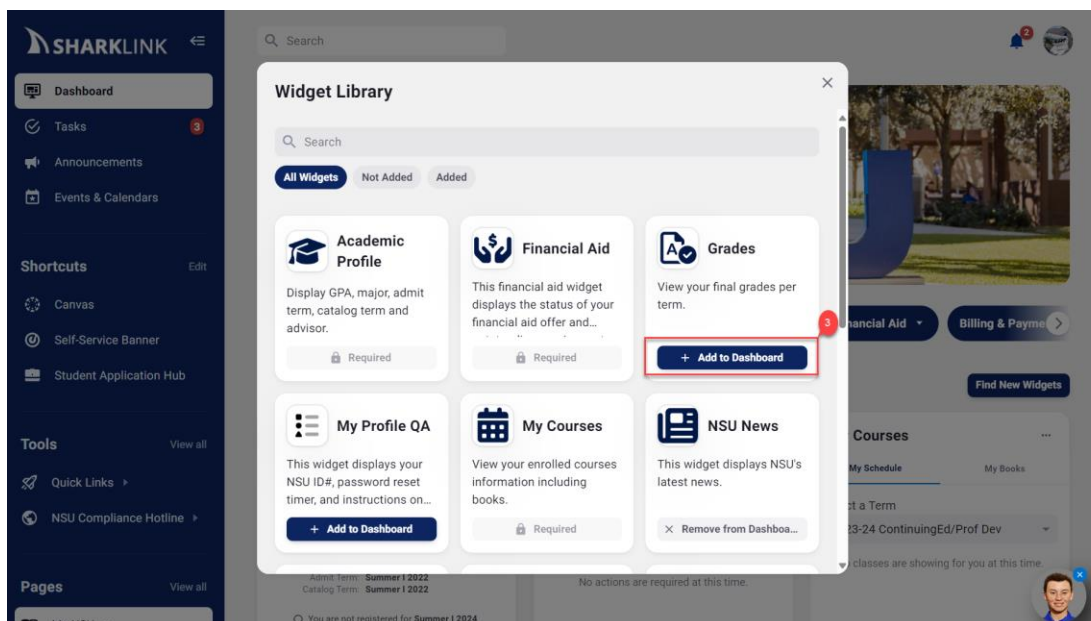 SHARKLINK
Search
2
Dashboard
Tasks
3
Announcements
Events & Calendars
Shortcuts
Edit
Canvas
Self-Service Banner
Student Application Hub
Tools
View all
Quick Links
NSU Compliance Hotline
Pages
View all
Widget Library
Search
All Widgets
Not Added
Added
Academic
Profile
Display GPA, major, admit
term, catalog term and
advisor.
Required
Financial Aid
This financial aid widget
displays the status of your
financial aid offer and...
Required
Grades
View your final grades per
term.
3
+ Add to Dashboard
My Profile QA
This widget displays your
NSU ID#, password reset
timer, and instructions on...
+ Add to Dashboard
My Courses
View your enrolled courses
information including
books.
Required
NSU News
This widget displays NSU's
latest news.
Remove from Dashboa...
nancial Aid
Billing & Payme
Find New Widgets
Courses
My Schedule
My Books
ct a Term
23-24 ContinuingEd/Prof Dev
classes are showing for you at this time.
Admit Term: Summer I 2022
Catalog Term: Summer I 2022
You are not registered for Summer I 2024
No actions are required at this time.